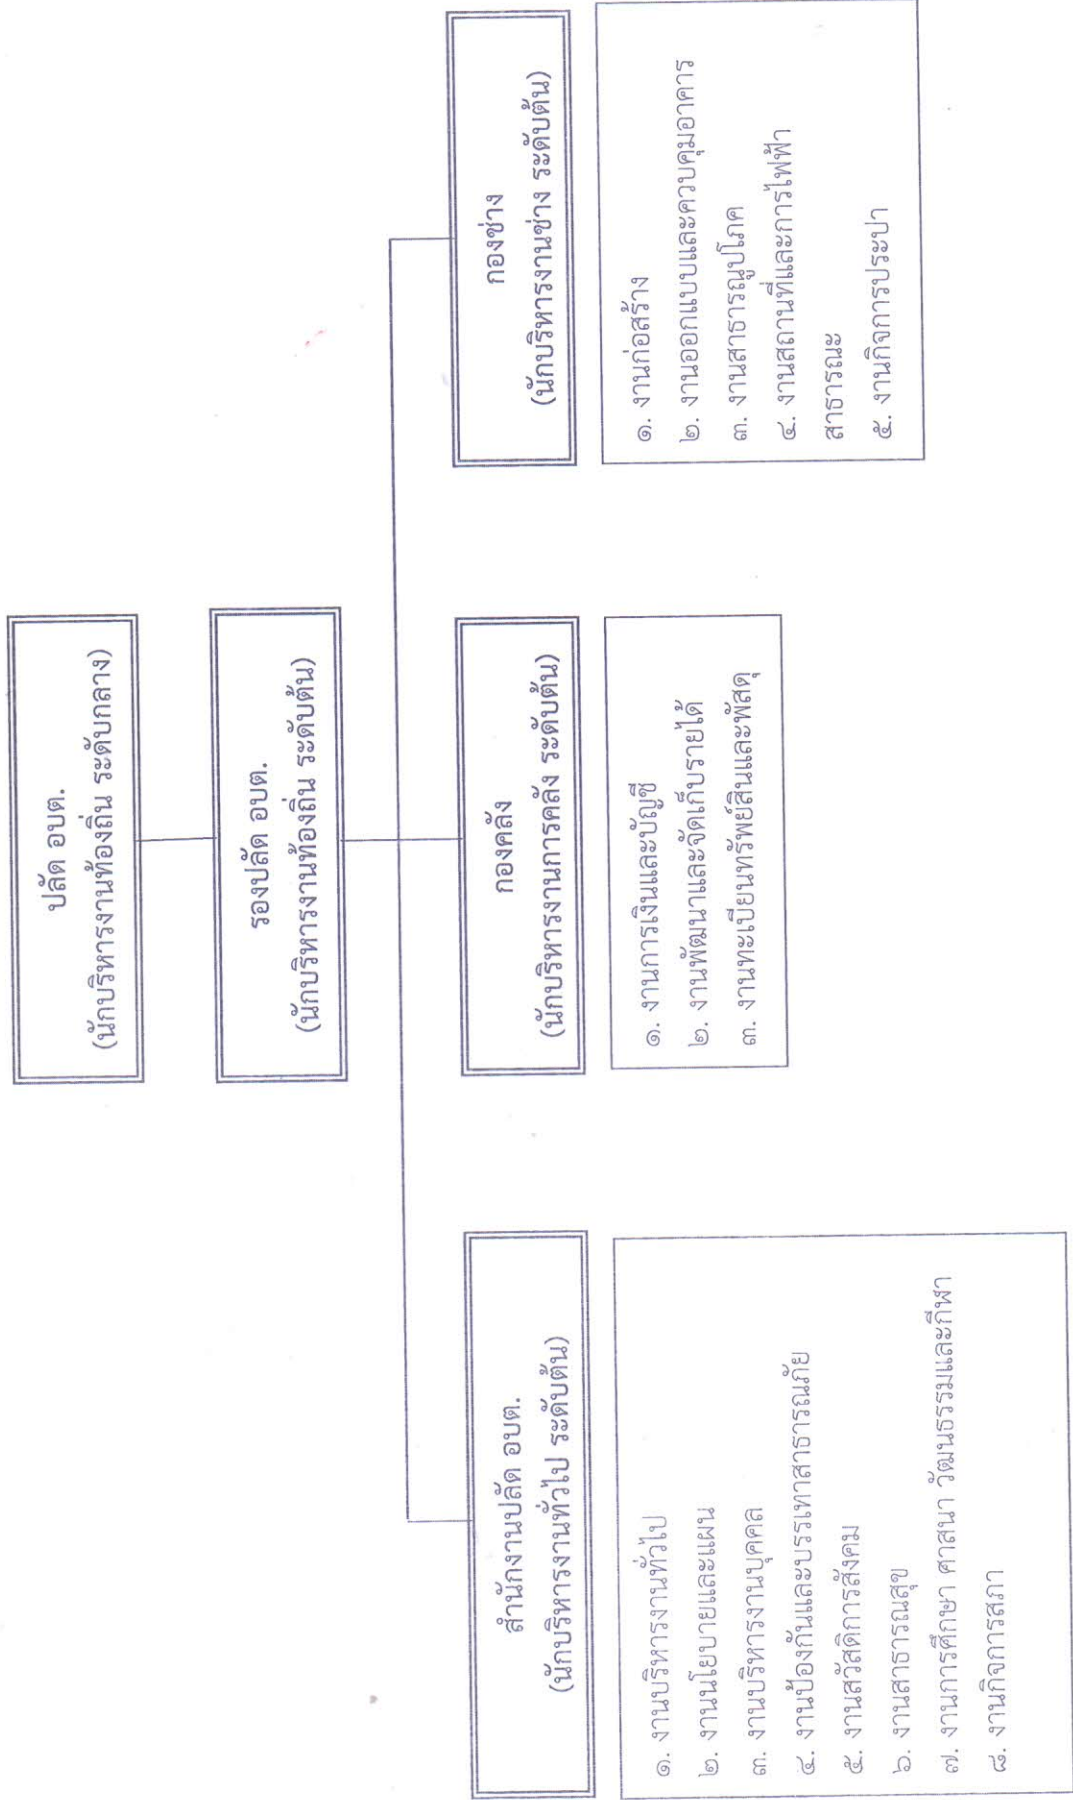 ปลัด อบต.
(นักบริหารงานท้องถิ่น ระดับกลาง)
รองปลัด อบต.
(นักบริหารงานท้องถิ่น ระดับต้น)
สำนักงานปลัด อบต.
(นักบริหารงานทั่วไป ระดับต้น)
๑. งานบริหารงานทั่วไป
๒. งานนโยบายและแผน
๓. งานบริหารงานบุคคล
๔. งานป้องกันและบรรเทาสาธารณภัย
๕. งานสวัสดิการสังคม
๖. งานสาธารณสุข
๗. งานการศึกษา ศาสนา วัฒนธรรมและกีฬา
๘. งานกิจการสภา
กองคลัง
(นักบริหารงานการคลัง ระดับต้น)
๑. งานการเงินและบัญชี
๒. งานพัฒนาและจัดเก็บรายได้
๓. งานทะเบียนทรัพย์สินและพัสดุ
กองช่าง
(นักบริหารงานช่าง ระดับต้น)
๑. งานก่อสร้าง
๒. งานออกแบบและควบคุมอาคาร
๓. งานสาธารณูปโภค
๔. งานสถานที่และการไฟฟ้า
สาธารณะ
๕. งานกิจการประปา